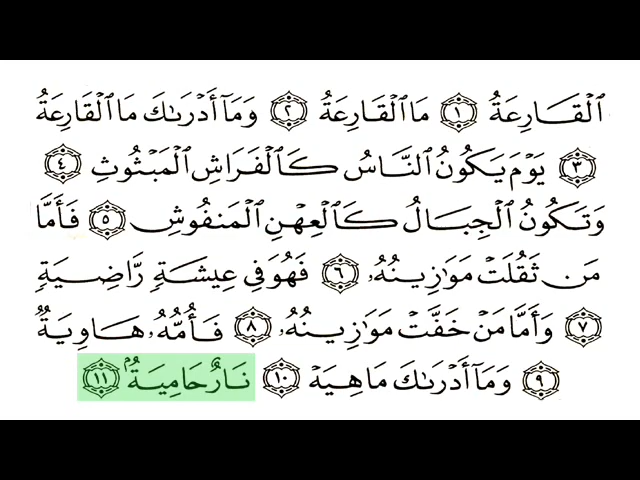 ٱلْقَارِعَةُ ١ مَا ٱلْقَارِعَةُ ٢ وَمَآ أَدْرَىٰكَ مَا ٱلْقَارِعَةُ
٣ يَوْمَ يَكُونُ ٱلنَّاسُ كَٱلْفَرَاشِ ٱلْمَبْثُوثِ ٤
وَتَكُونُ ٱلْجِبَالُ كَٱلْعِهْنِ ٱلْمَنفُوشِ ٥ فَأَمَّا
مَن ثَقُلَتْ مَوَٰزِينُهُۥ ٦ فَهُوَ فِى عِيشَةٍ رَّاضِيَةٍ
٧ وَأَمَّا مَنْ خَفَّتْ مَوَٰزِينُهُۥ ٨ فَأُمُّهُۥ هَاوِيَةٌ
٩ وَمَآ أَدْرَىٰكَ مَا هِيَهْ ١٠ نَارٌ حَامِيَةٌۢ ١١